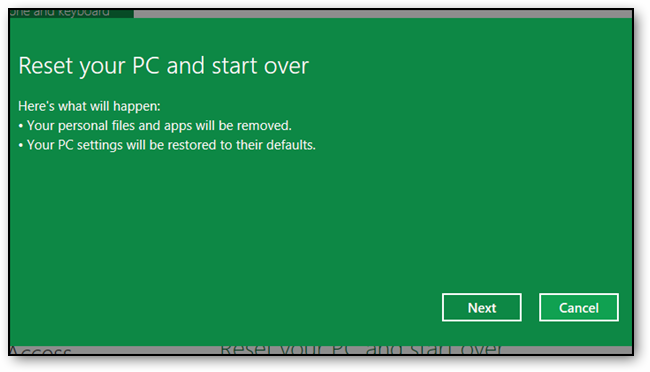 one and keyboard
Reset your PC and start over
Here's what will happen:
• Your personal files and apps will be removed.
• Your PC settings will be restored to their defaults.
Next Cancel
Access Reset your PC and start over